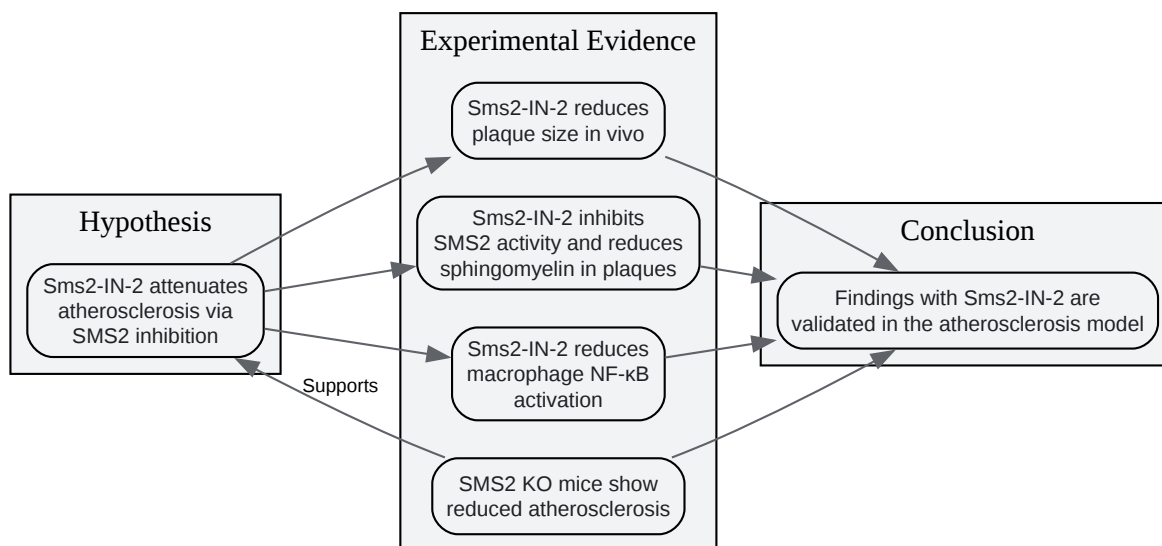 Hypothesis
Sms2-IN-2 attenuates
atherosclerosis via
SMS2 inhibition
Supports
Experimental Evidence
Sms2-IN-2 reduces
plaque size in vivo
Sms2-IN-2 inhibits
SMS2 activity and reduces
sphingomyelin in plaques
Sms2-IN-2 reduces
macrophage NF-κB
activation
SMS2 KO mice show
reduced atherosclerosis
Conclusion
Findings with Sms2-IN-2 are
validated in the atherosclerosis model